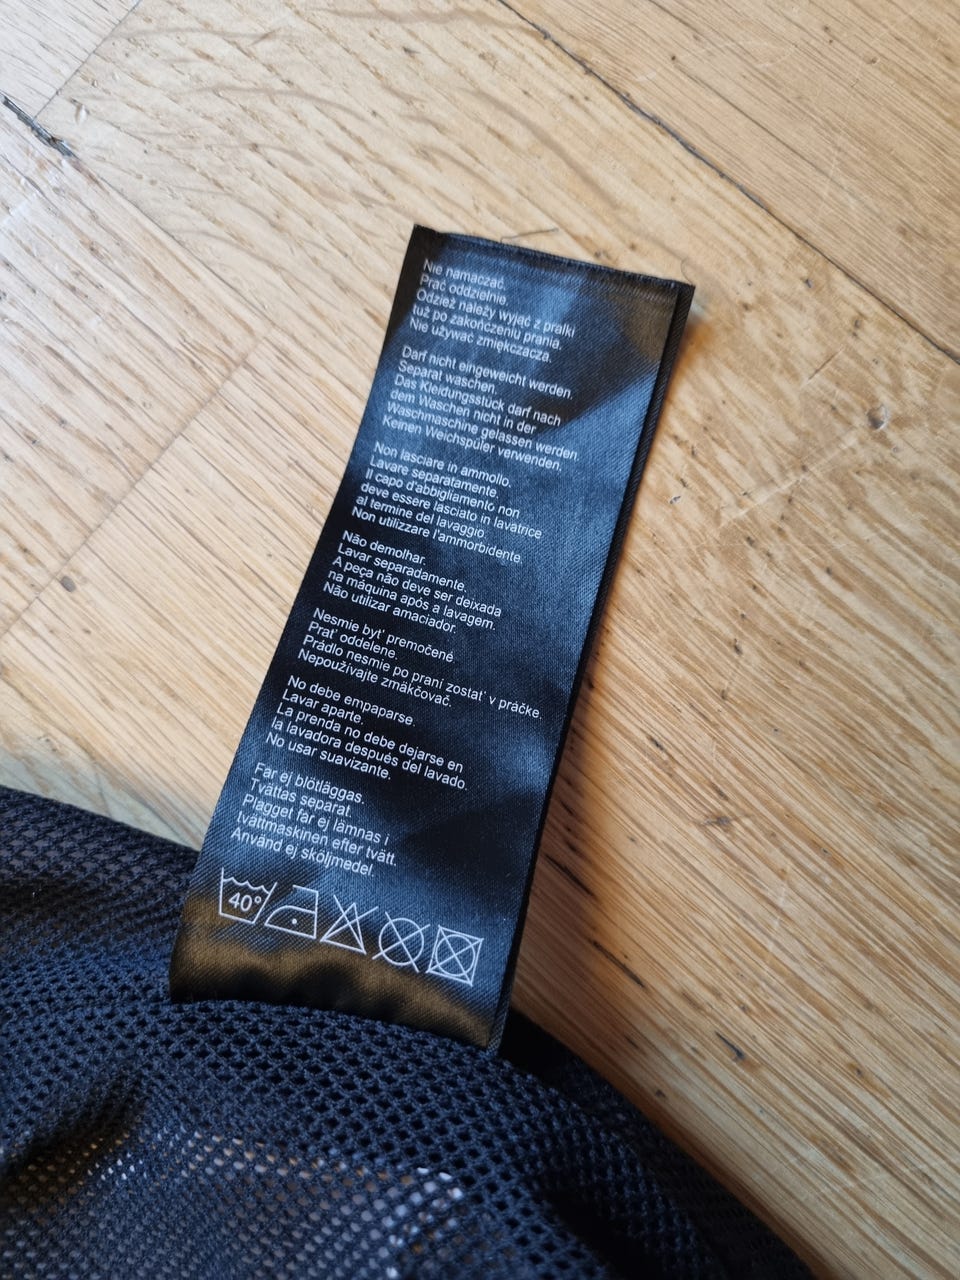 Nie namaczać.
Prać oddzielnie.
Odzież należy wyjąć z pralki
tuż po zakończeniu prania.
Nie używać zmiękczacza.
Darf nicht eingeweicht werden.
Separat waschen.
Das Kleidungsstück darf nach
dem Waschen nicht in der
Waschmaschine gelassen werden.
Keinen Weichspüler verwenden.
Non lasciare in ammollo.
Lavare separatamente.
Il capo d'abbigliamento non
deve essere lasciato in lavatrice
al termine del lavaggio.
Non utilizzare l'ammorbidente.
Não demolhar.
Lavar separadamente.
A peça não deve ser deixada
na máquina após a lavagem.
Não utilizar amaciador.
Nesmie byt' premočené
Prat' oddelene.
Prádlo nesmie po praní zostat' v práčke.
Nepoužívajte zmäkčovač.
No debe empaparse.
Lavar aparte.
La prenda no debe dejarse en
la lavadora después del lavado.
No usar suavizante.
Får ej blötläggas.
Tvättas separat.
Plagget får ej lämnas i
tvättmaskinen efter tvätt.
Använd ej sköljmedel.
40°